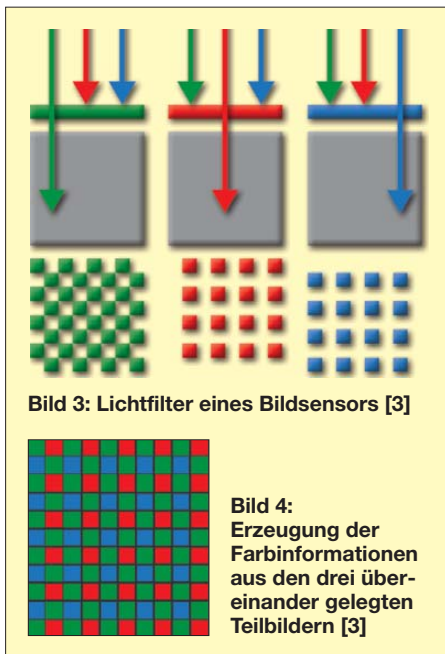 Bild 3: Lichtfilter eines Bildsensors [3]
Bild 4:
Erzeugung der
Farbinformationen
aus den drei über-
einander gelegten
Teilbildern [3]